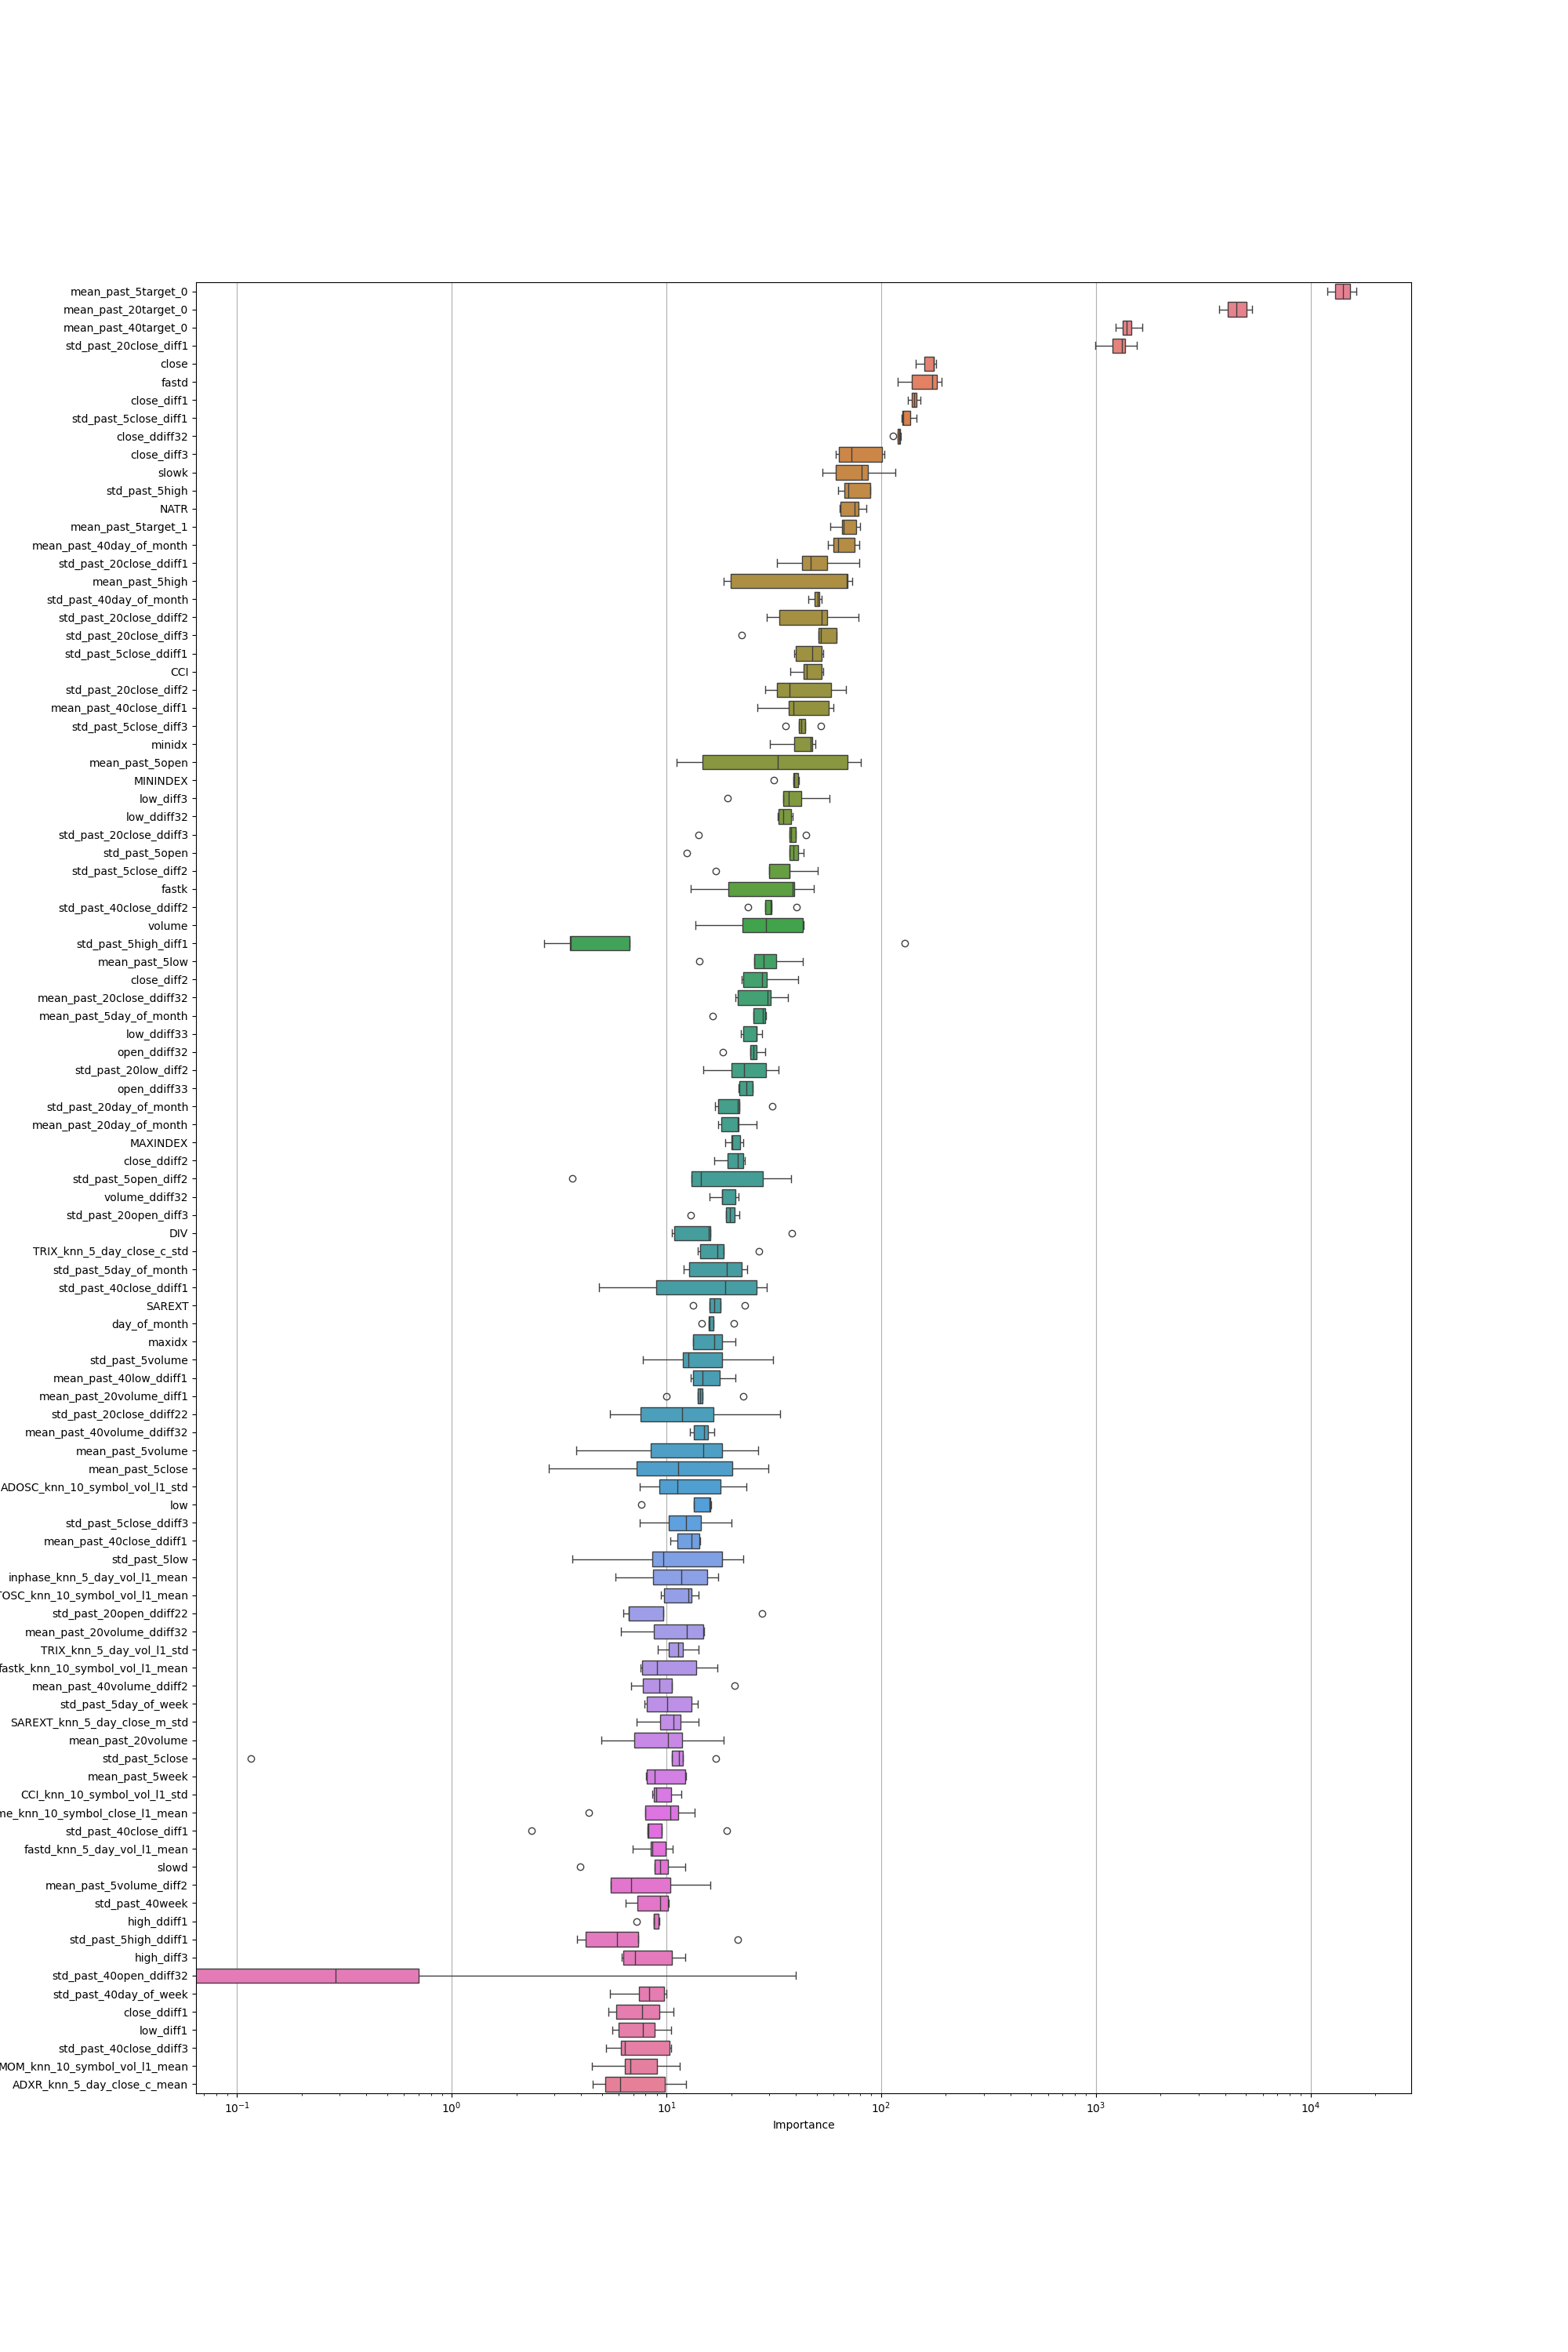 mean_past_5target_0
mean_past_20target_0
mean_past_40target_0
std_past_20close_diff1
close
fastd
close_diff1
std_past_5close_diff1
close_ddiff32
close_diff3
slowk
std_past_5high
NATR
mean_past_5target_1
mean_past_40day_of_month
std_past_20close_ddiff1
mean_past_5high
std_past_40day_of_month
std_past_20close_ddiff2
std_past_20close_diff3
std_past_5close_ddiff1
CCI
std_past_20close_diff2
mean_past_40close_diff1
std_past_5close_diff3
minidx
mean_past_5open
MININDEX
low_diff3
low_ddiff32
std_past_20close_ddiff3
std_past_5open
std_past_5close_diff2
fastk
std_past_40close_ddiff2
volume
std_past_5high_diff1
mean_past_5low
close_diff2
mean_past_20close_ddiff32
mean_past_5day_of_month
low_ddiff33
open_ddiff32
std_past_20low_diff2
open_ddiff33
std_past_20day_of_month
mean_past_20day_of_month
MAXINDEX
close_ddiff2
std_past_5open_diff2
volume_ddiff32
std_past_20open_diff3
DIV
TRIX_knn_5_day_close_c_std
std_past_5day_of_month
std_past_40close_ddiff1
SAREXT
day_of_month
maxidx
std_past_5volume
mean_past_40low_ddiff1
mean_past_20volume_diff1
std_past_20close_ddiff22
mean_past_40volume_ddiff32
mean_past_5volume
mean_past_5close
ADOSC_knn_10_symbol_vol_l1_std
low
std_past_5close_ddiff3
mean_past_40close_ddiff1
std_past_5low
inphase_knn_5_day_vol_l1_mean
TOSC_knn_10_symbol_vol_l1_mean
std_past_20open_ddiff22
mean_past_20volume_ddiff32
TRIX_knn_5_day_vol_l1_std
fastk_knn_10_symbol_vol_l1_mean
mean_past_40volume_ddiff2
std_past_5day_of_week
SAREXT_knn_5_day_close_m_std
mean_past_20volume
std_past_5close
mean_past_5week
CCI_knn_10_symbol_vol_l1_std
me_knn_10_symbol_close_l1_mean
std_past_40close_diff1
fastd_knn_5_day_vol_l1_mean
slowd
mean_past_5volume_diff2
std_past_40week
high_ddiff1
std_past_5high_ddiff1
high_diff3
std_past_40open_ddiff32
std_past_40day_of_week
close_ddiff1
low_diff1
std_past_40close_ddiff3
MOM_knn_10_symbol_vol_l1_mean
ADXR_knn_5_day_close_c_mean
10⁻¹ 10⁰ 10¹ 10² 10³ 10⁴
Importance